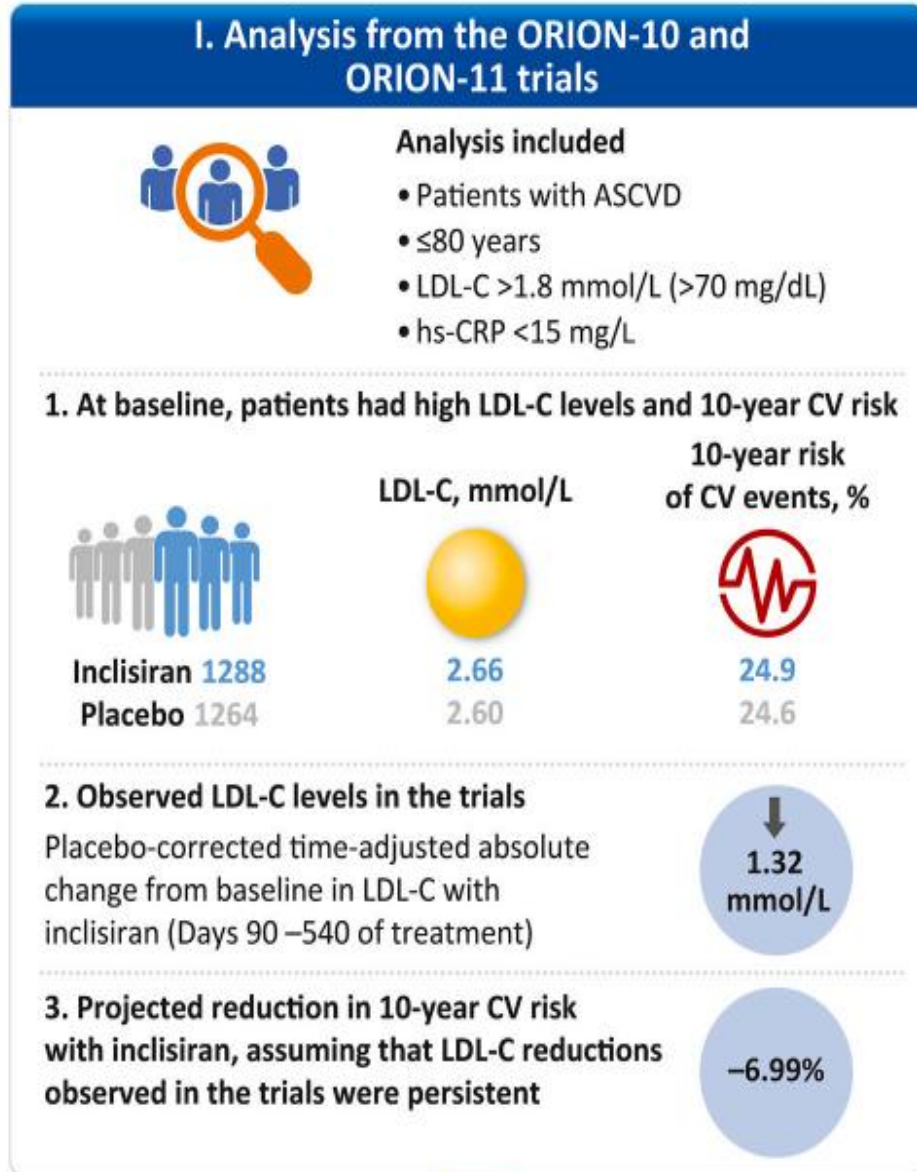 I. Analysis from the ORION-10 and
ORION-11 trials
Analysis included
• Patients with ASCVD
• ≤80 years
• LDL-C >1.8 mmol/L (>70 mg/dL)
• hs-CRP <15 mg/L
1. At baseline, patients had high LDL-C levels and 10-year CV risk
LDL-C, mmol/L
10-year risk
of CV events, %
Inclisiran 1288 2.66 24.9
Placebo 1264 2.60 24.6
2. Observed LDL-C levels in the trials
Placebo-corrected time-adjusted absolute
change from baseline in LDL-C with
inclisiran (Days 90 –540 of treatment)
1.32
mmol/L
3. Projected reduction in 10-year CV risk
with inclisiran, assuming that LDL-C reductions
observed in the trials were persistent
–6.99%